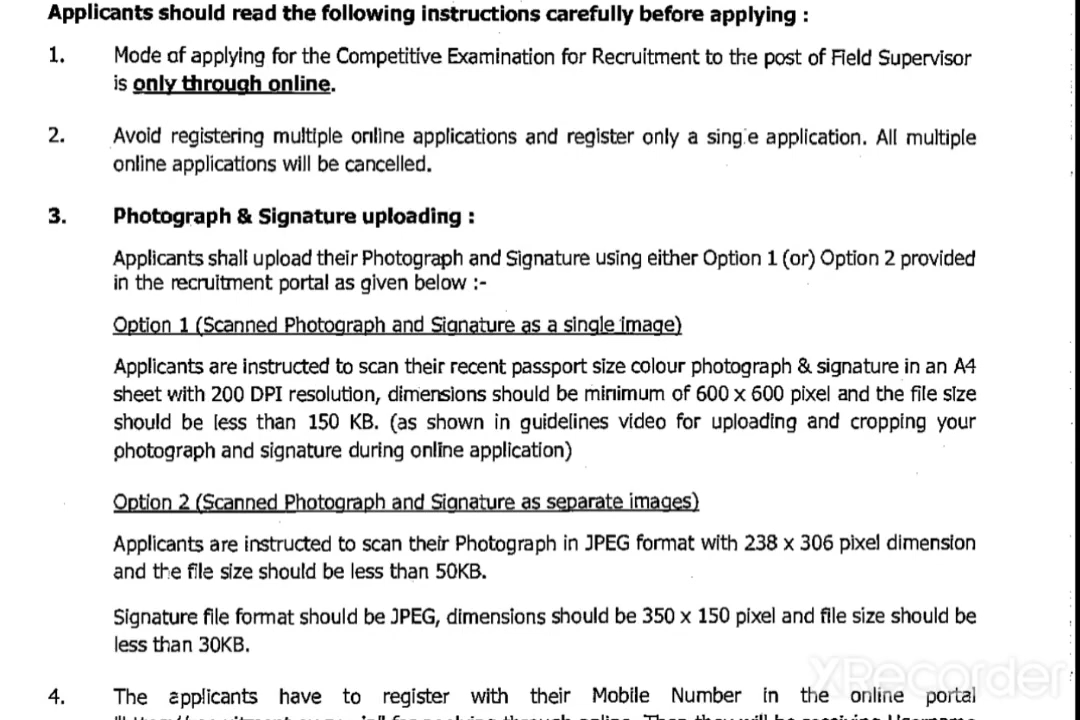 Applicants should read the following instructions carefully before applying :
1. Mode of applying for the Competitive Examination for Recruitment to the post of Field Supervisor
is only through online.
2. Avoid registering multiple online applications and register only a single application. All multiple
online applications will be cancelled.
3. Photograph & Signature uploading :
Applicants shall upload their Photograph and Signature using either Option 1 (or) Option 2 provided
in the recruitment portal as given below :-
Option 1 (Scanned Photograph and Signature as a single image)
Applicants are instructed to scan their recent passport size colour photograph & signature in an A4
sheet with 200 DPI resolution, dimensions should be minimum of 600 x 600 pixel and the file size
should be less than 150 KB. (as shown in guidelines video for uploading and cropping your
photograph and signature during online application)
Option 2 (Scanned Photograph and Signature as separate images)
Applicants are instructed to scan their Photograph in JPEG format with 238 x 306 pixel dimension
and the file size should be less than 50KB.
Signature file format should be JPEG, dimensions should be 350 x 150 pixel and file size should be
less than 30KB.
XRecorder
4. The applicants have to register with their Mobile Number in the online portal